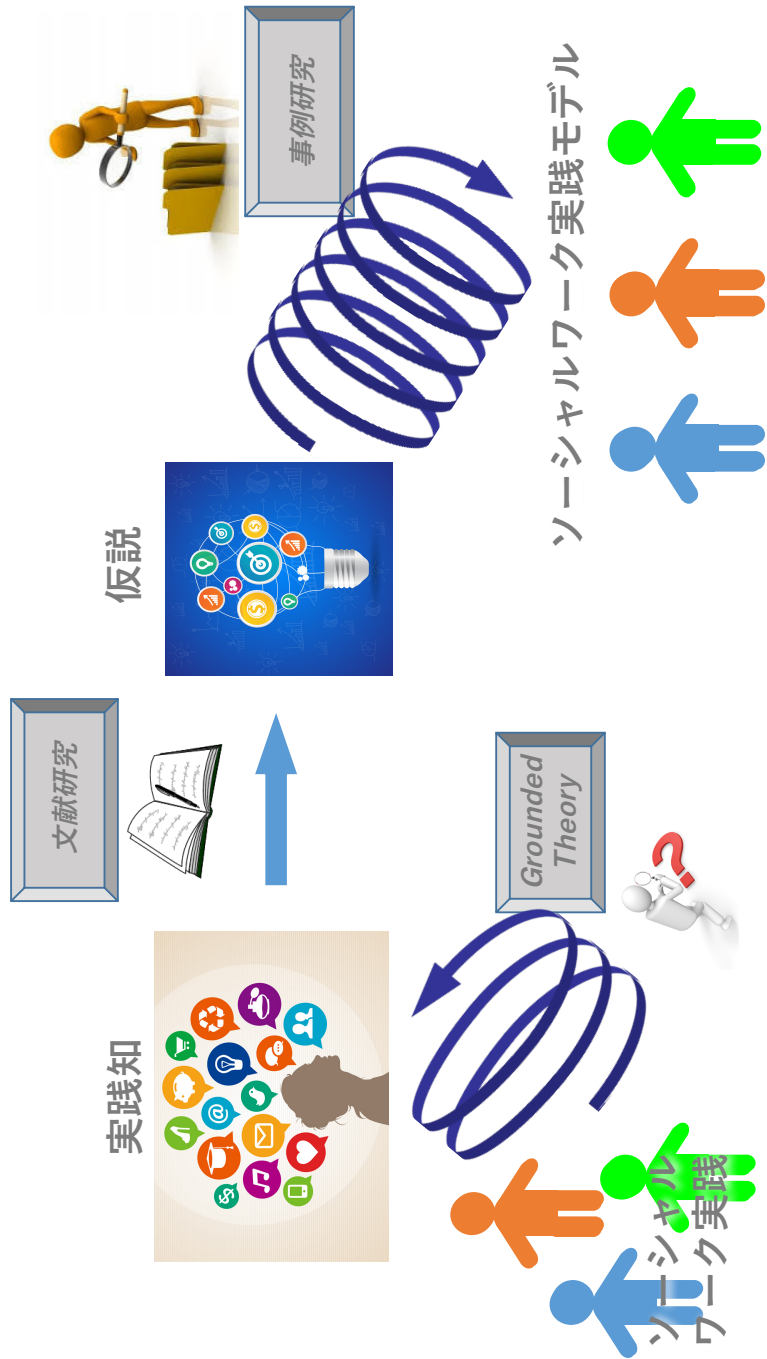 文献研究
実践知
仮説
事例研究
Grounded
Theory
ソーシャルワーク実践モデル
ソーシャル
ワーク実践